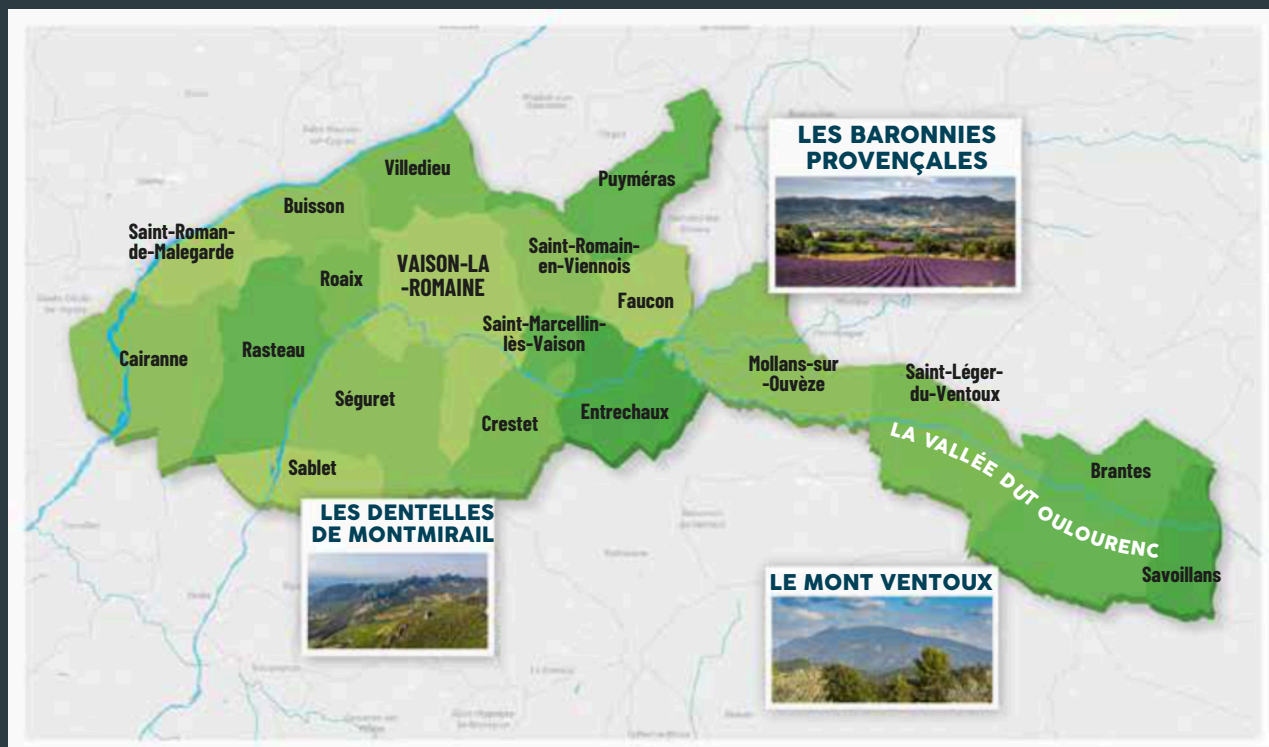 LES BARONNIES
PROVENÇALES
Villedieu
Puyméras
Buisson
Saint-Roman-
de-Malegarde
Saint-Romain-
en-Viennois
VAISON-LA
-ROMAINE
Roaix
Faucon
Saint-Marcellin-
lès-Vaison
Cairanne
Rasteau
Mollans-sur
-Ouvèze
Saint-Léger-
du-Ventoux
Séguret
Crestet
Entrechaux
LA VALLÉE DUT OULOURENC
Sablet
Brantes
LES DENTELLES
DE MONTMIRAIL
LE MONT VENTOUX
Savoillans